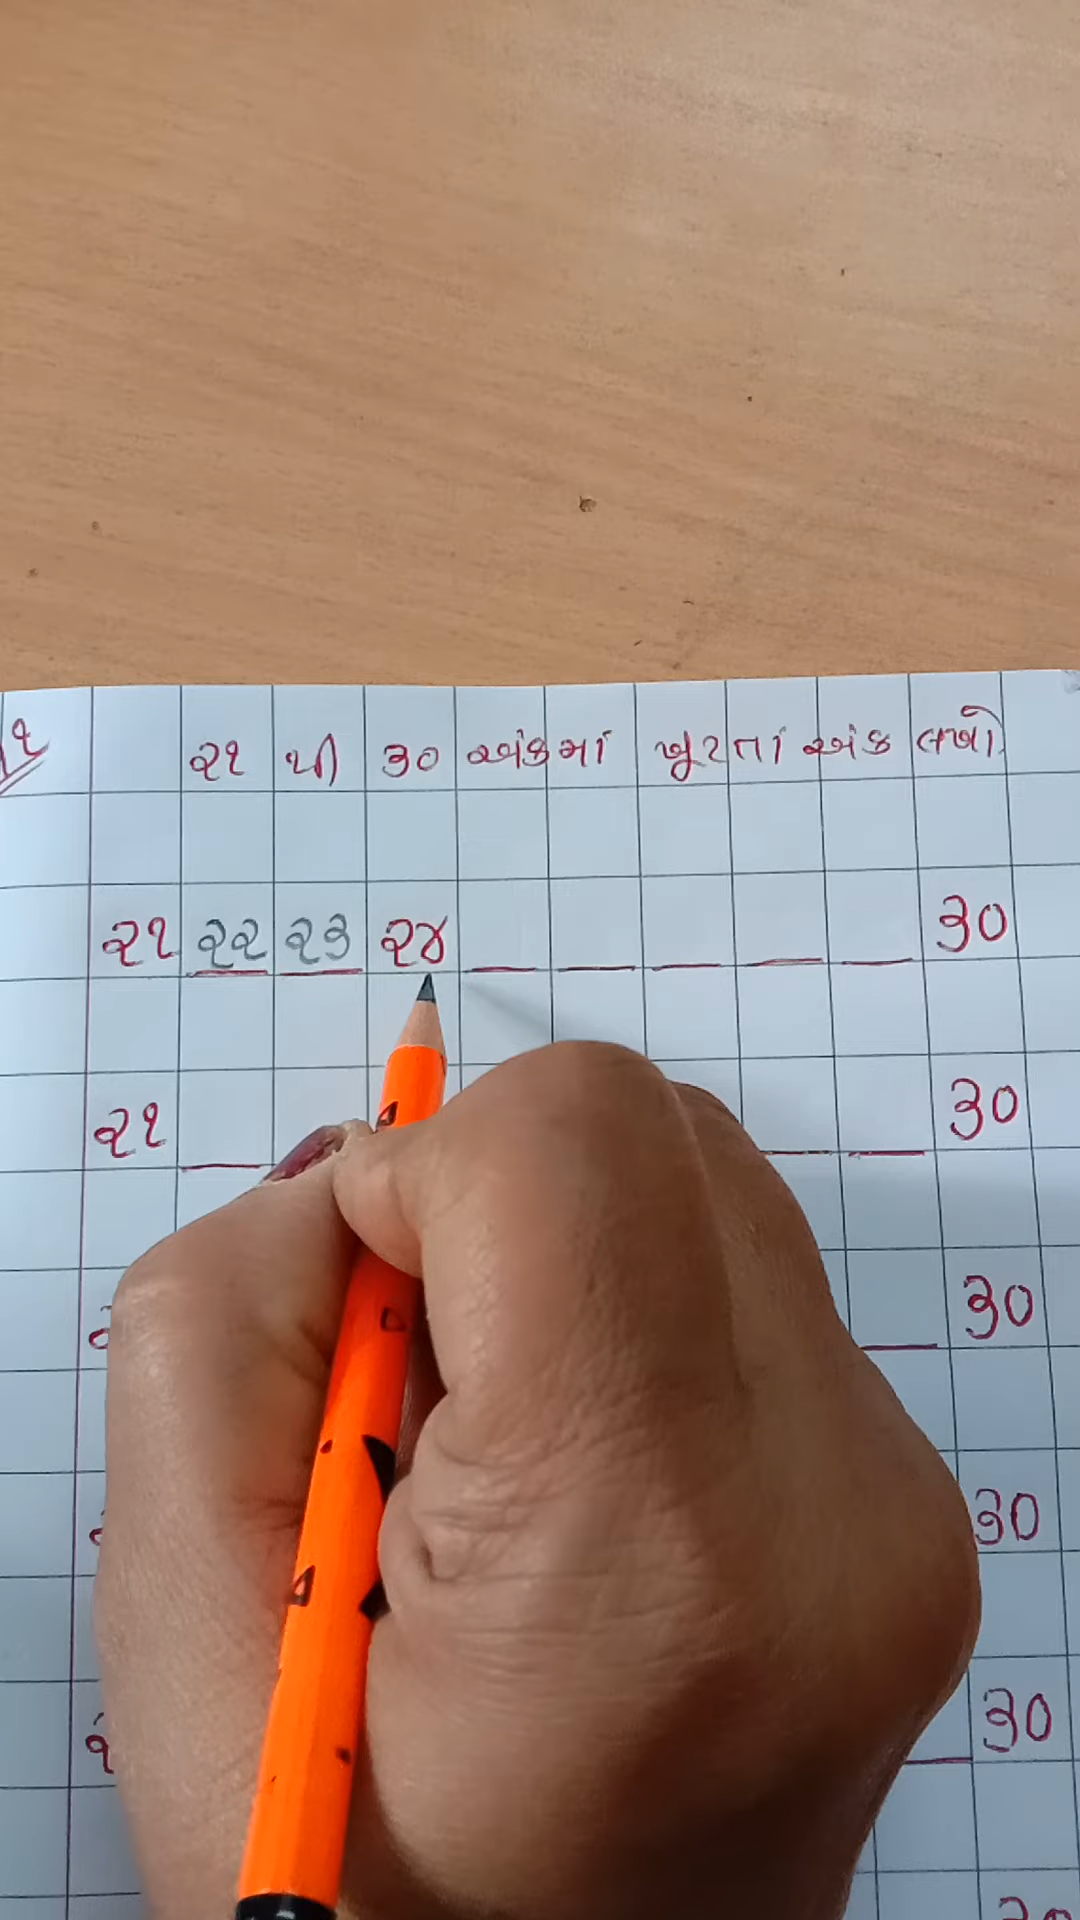 ૨૧ થી ૩૦ અંકમાં ખૂટતાં અંક લખો
૨૧ ૨૨ ૨૩ ૨૪ _ _ _ _ _ ૩૦
૨૧ _ _ _ ૩૦
_ ૩૦
૩૦
_ ૩૦